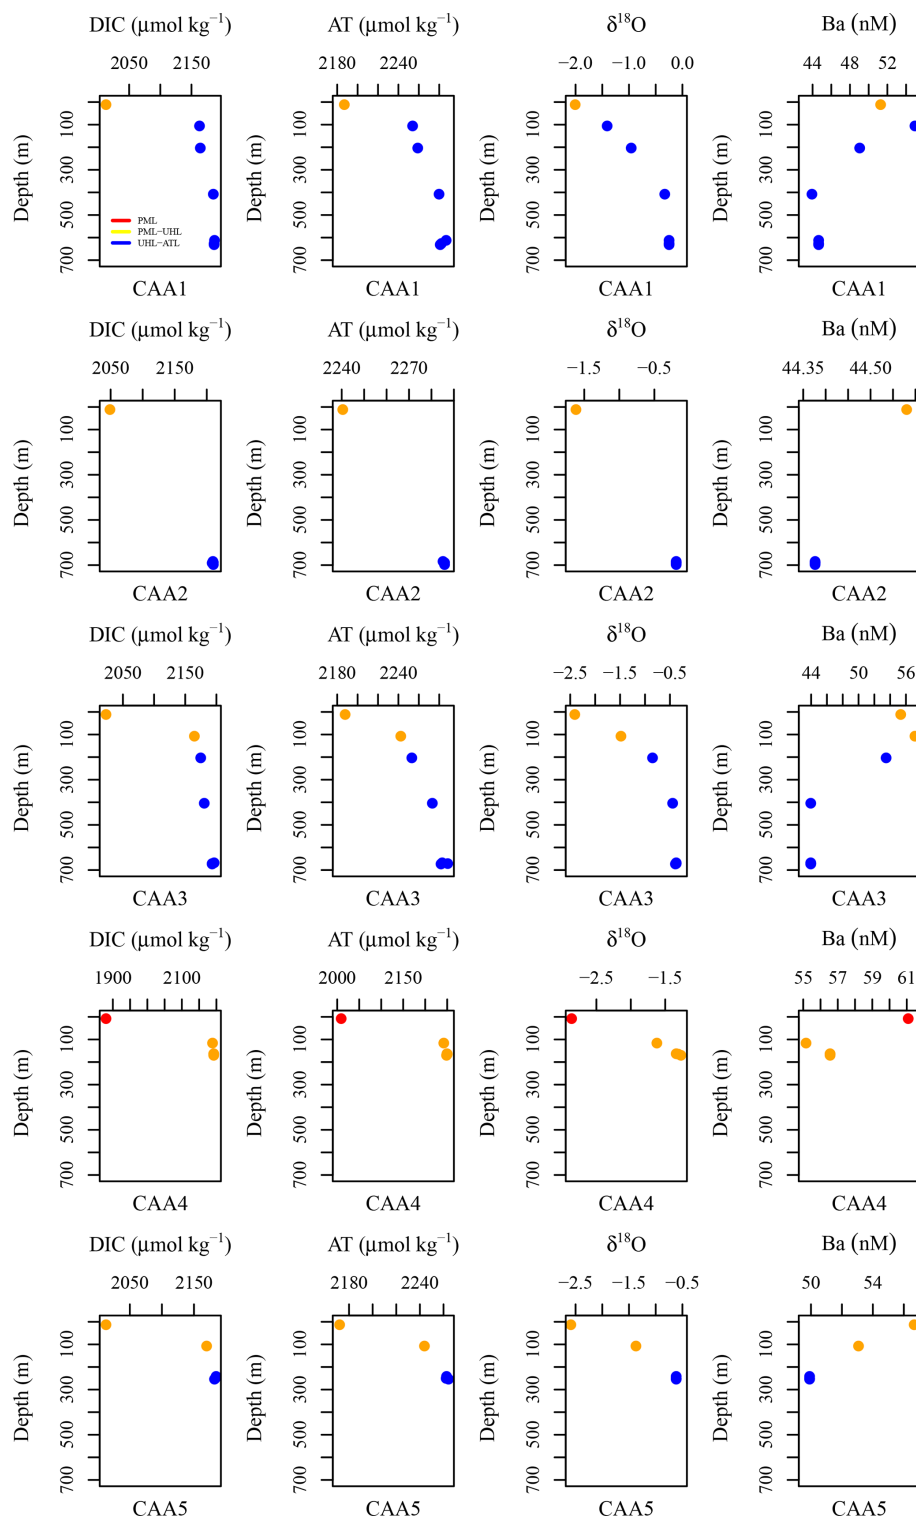 DIC (μmol kg⁻¹) AT (μmol kg⁻¹) δ¹⁸O Ba (nM)
2050 2150 2180 2240 −2.0 −1.0 0.0 44 48 52
Depth (m) 100 300 500 700 Depth (m) 100 300 500 700 Depth (m) 100 300 500 700 Depth (m) 100 300 500 700
PML
PML−UHL
UHL−ATL
CAA1 CAA1 CAA1 CAA1
DIC (μmol kg⁻¹) AT (μmol kg⁻¹) δ¹⁸O Ba (nM)
2050 2150 2240 2270 −1.5 −0.5 44.35 44.50
Depth (m) 100 300 500 700 Depth (m) 100 300 500 700 Depth (m) 100 300 500 700 Depth (m) 100 300 500 700
CAA2 CAA2 CAA2 CAA2
DIC (μmol kg⁻¹) AT (μmol kg⁻¹) δ¹⁸O Ba (nM)
2050 2150 2180 2240 −2.5 −1.5 −0.5 44 50 56
Depth (m) 100 300 500 700 Depth (m) 100 300 500 700 Depth (m) 100 300 500 700 Depth (m) 100 300 500 700
CAA3 CAA3 CAA3 CAA3
DIC (μmol kg⁻¹) AT (μmol kg⁻¹) δ¹⁸O Ba (nM)
1900 2100 2000 2150 −2.5 −1.5 55 57 59 61
Depth (m) 100 300 500 700 Depth (m) 100 300 500 700 Depth (m) 100 300 500 700 Depth (m) 100 300 500 700
CAA4 CAA4 CAA4 CAA4
DIC (μmol kg⁻¹) AT (μmol kg⁻¹) δ¹⁸O Ba (nM)
2050 2150 2180 2240 −2.5 −1.5 −0.5 50 54
Depth (m) 100 300 500 700 Depth (m) 100 300 500 700 Depth (m) 100 300 500 700 Depth (m) 100 300 500 700
CAA5 CAA5 CAA5 CAA5